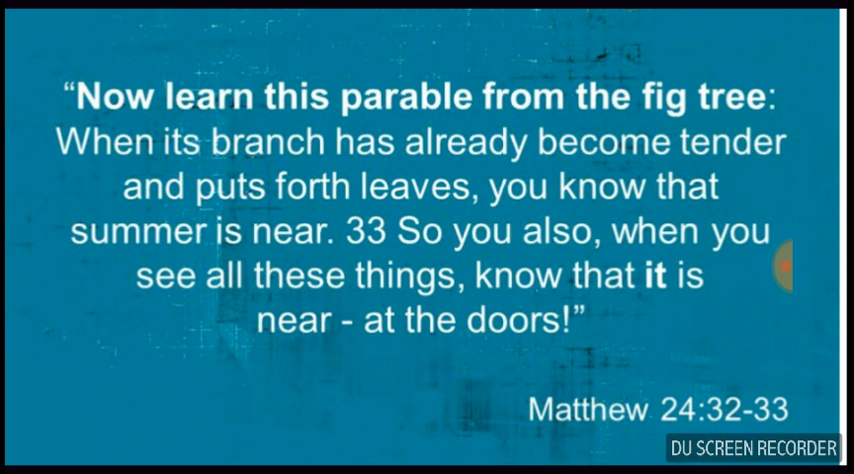 “Now learn this parable from the fig tree:
When its branch has already become tender
and puts forth leaves, you know that
summer is near. 33 So you also, when you
see all these things, know that it is
near - at the doors!”
Matthew 24:32-33
DU SCREEN RECORDER